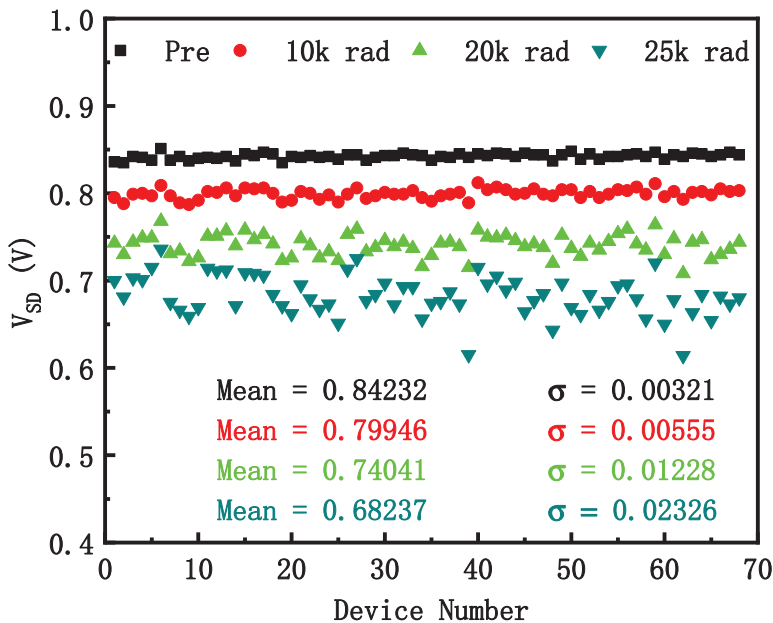 1.0
Pre 10k rad 20k rad 25k rad
0.9
0.8
0.7
V_SD (V)
0.6
Mean = 0.84232 σ = 0.00321
Mean = 0.79946 σ = 0.00555
0.5
Mean = 0.74041 σ = 0.01228
Mean = 0.68237 σ = 0.02326
0.4
0 10 20 30 40 50 60 70
Device Number